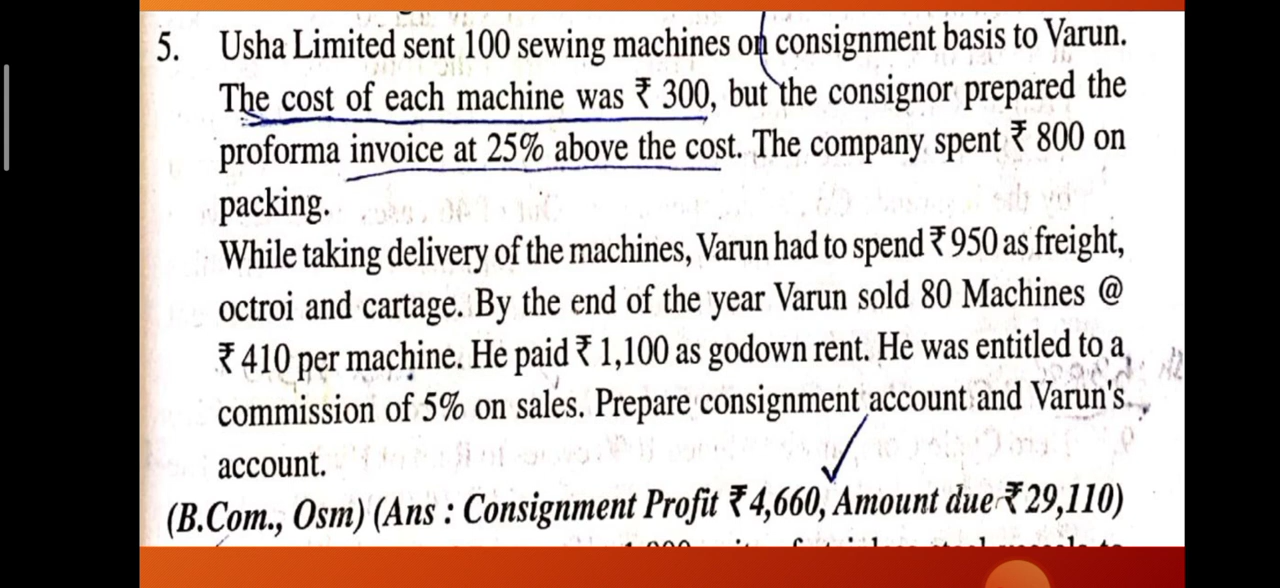 5. Usha Limited sent 100 sewing machines on consignment basis to Varun.
The cost of each machine was ₹ 300, but the consignor prepared the
proforma invoice at 25% above the cost. The company spent ₹ 800 on
packing.
While taking delivery of the machines, Varun had to spend ₹ 950 as freight,
octroi and cartage. By the end of the year Varun sold 80 Machines @
₹ 410 per machine. He paid ₹ 1,100 as godown rent. He was entitled to a
commission of 5% on sales. Prepare consignment account and Varun's
account.
(B.Com., Osm) (Ans : Consignment Profit ₹ 4,660, Amount due ₹ 29,110)